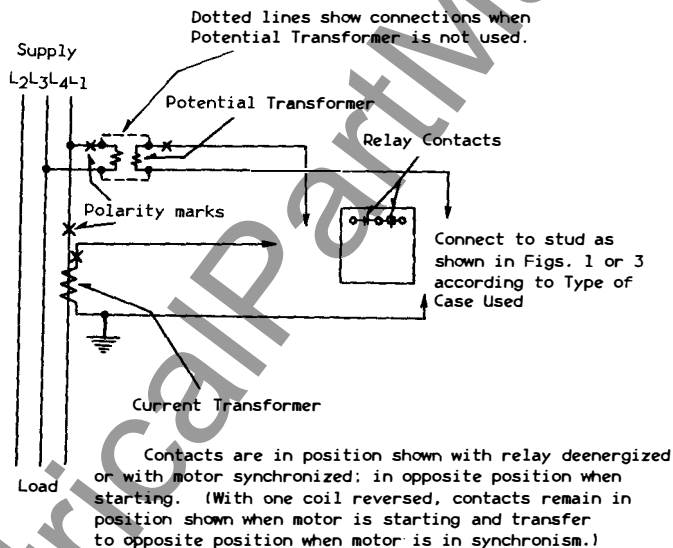 Dotted lines show connections when
Potential Transformer is not used.
Supply
L2L3L4L1
Potential Transformer
Relay Contacts
Polarity marks
Connect to stud as
shown in Figs. 1 or 3
according to Type of
Case Used
Current Transformer
Load
Contacts are in position shown with relay deenergized
or with motor synchronized; in opposite position when
starting. (With one coil reversed, contacts remain in
position shown when motor is starting and transfer
to opposite position when motor is in synchronism.)